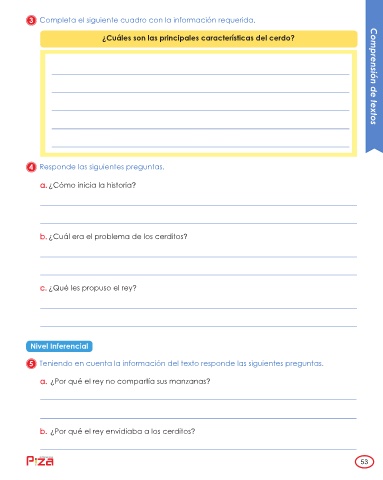 3 Completa el siguiente cuadro con la información requerida.
¿Cuáles son las principales características del cerdo?
Comprensión de textos
4 Responde las siguientes preguntas.
a. ¿Cómo inicia la historia?
b. ¿Cuál era el problema de los cerditos?
c. ¿Qué les propuso el rey?
Nivel Inferencial
5 Teniendo en cuenta la información del texto responde las siguientes preguntas.
a. ¿Por qué el rey no compartía sus manzanas?
b. ¿Por qué el rey envidiaba a los cerditos?
PIZA
53